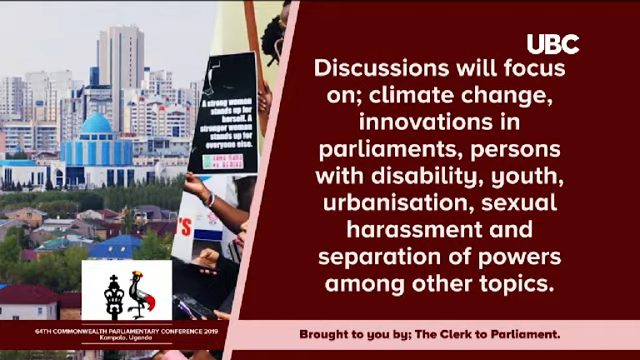 UBC
Discussions will focus
on; climate change,
innovations in
parliaments, persons
with disability, youth,
urbanisation, sexual
harassment and
separation of powers
among other topics.
A strong woman
stands up for
herself. A
stronger woman
stands up for
everyone else.
64TH COMMONWEALTH PARLIAMENTARY CONFERENCE 2019
Kampala, Uganda
Brought to you by; The Clerk to Parliament.